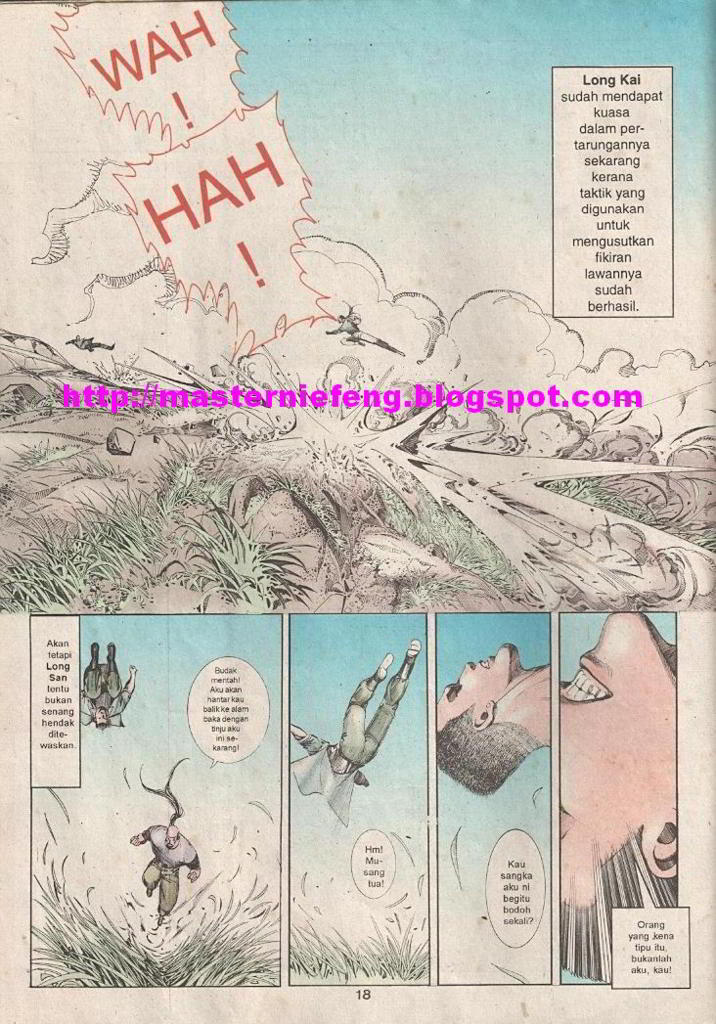 WAH
!
HAH
!
Long Kai
sudah mendapat
kuasa
dalam per-
tarungannya
sekarang
kerana
taktik yang
digunakan
untuk
mengusutkan
fikiran
lawannya
sudah
berhasil.
http://masterniefeng.blogspot.com
Akan
tetapi
Long
San
tentu
bukan
senang
hendak
dite-
waskan.
Budak
mentah!
Aku akan
hantar kau
balik ke alam
baka dengan
tinju aku
ini se-
karang!
Hm!
Mu-
sang
tua!
Kau
sangka
aku ni
begitu
bodoh
sekali?
Orang
yang kena
tipu itu,
bukanlah
aku, kau!
18